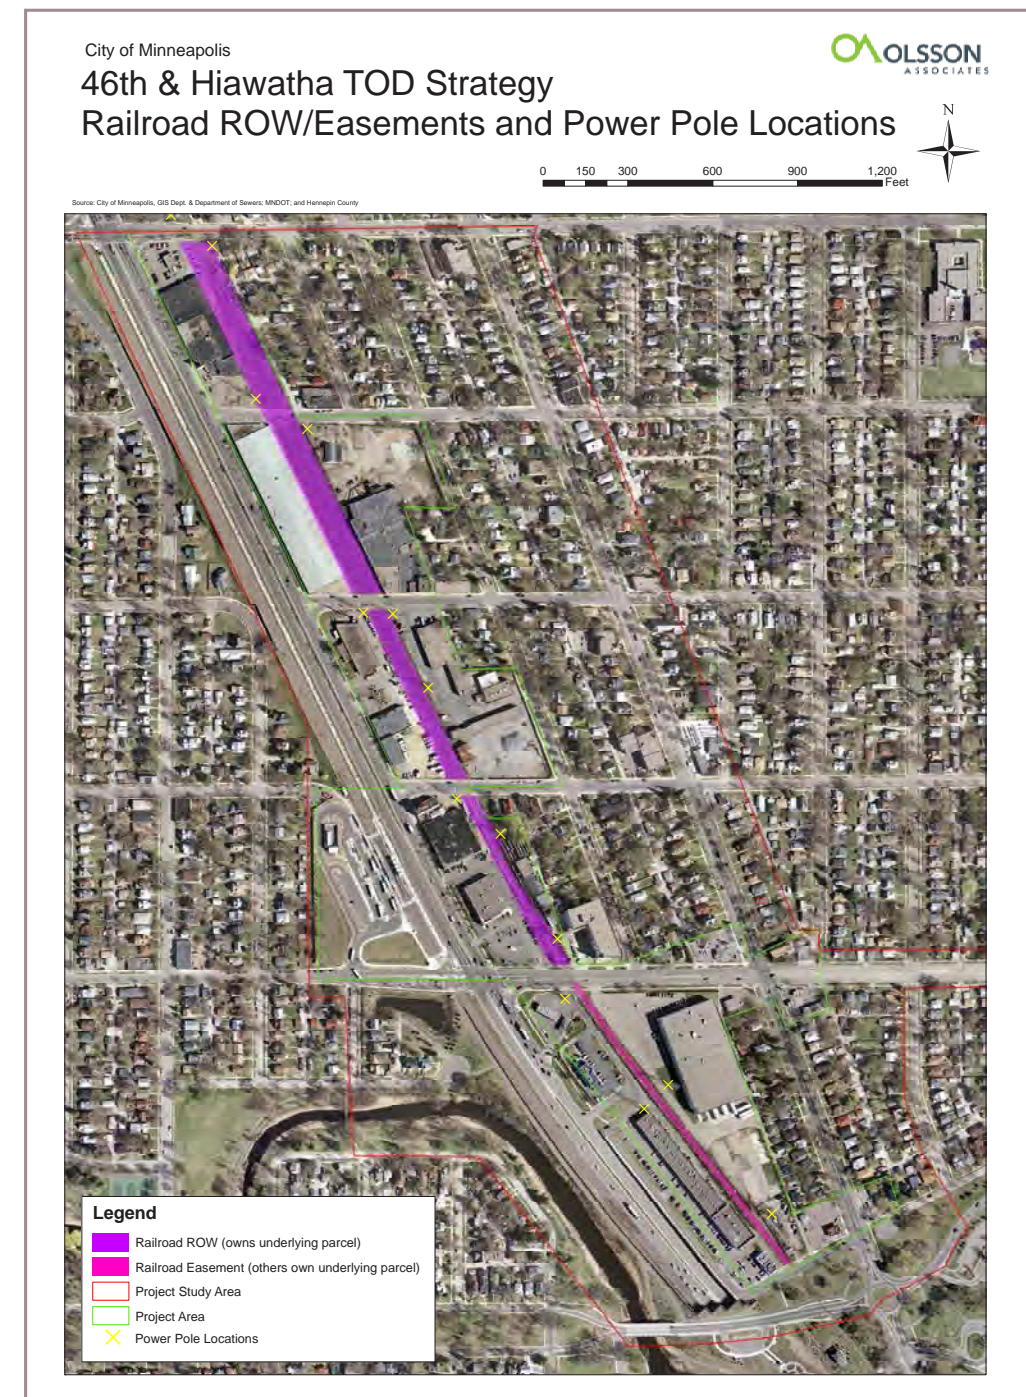 City of Minneapolis
46th & Hiawatha TOD Strategy
Railroad ROW/Easements and Power Pole Locations
OLSSON
ASSOCIATES
N
0 150 300 600 900 1,200
Feet
Source: City of Minneapolis, GIS Dept. & Department of Sewers; MNDOT; and Hennepin County
Legend
Railroad ROW (owns underlying parcel)
Railroad Easement (others own underlying parcel)
Project Study Area
Project Area
Power Pole Locations